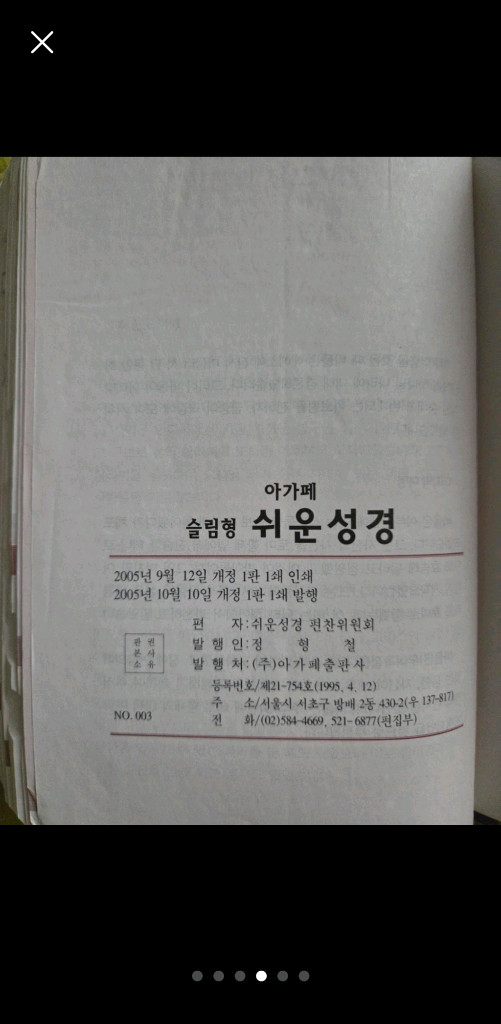 아가페
슬림형 쉬운성경
2005년 9월 12일 개정 1판 1쇄 인쇄
2005년 10월 10일 개정 1판 1쇄 발행
편 자:쉬운성경 편찬위원회
발 행 인:정 형 철
발 행 처:(주)아가페출판사
등록번호/제21-754호(1995. 4. 12)
주 소/서울시 서초구 방배 2동 430-2(우 137-817)
전 화/(02)584-4669, 521-6877(편집부)
판 권
본 사
소 유
NO. 003